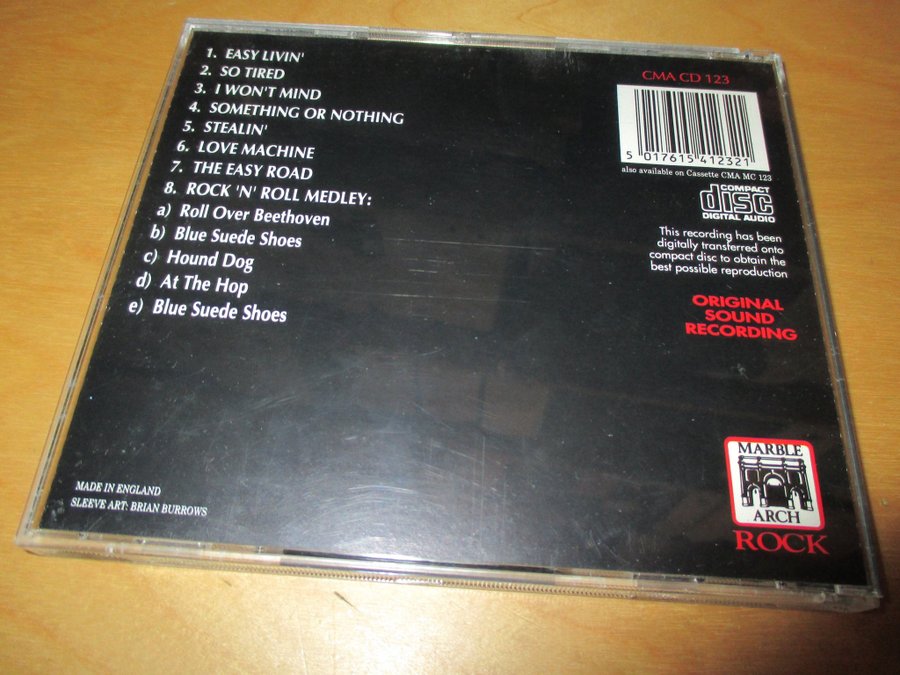 1. EASY LIVIN'
2. SO TIRED
3. I WON'T MIND
4. SOMETHING OR NOTHING
5. STEALIN'
6. LOVE MACHINE
7. THE EASY ROAD
8. ROCK 'N' ROLL MEDLEY:
a) Roll Over Beethoven
b) Blue Suede Shoes
c) Hound Dog
d) At The Hop
e) Blue Suede Shoes
MADE IN ENGLAND
SLEEVE ART: BRIAN BURROWS
CMA CD 123
5 017615 412321
also available on Cassette CMA MC 123
COMPACT
disc
DIGITAL AUDIO
This recording has been
digitally transferred onto
compact disc to obtain the
best possible reproduction
ORIGINAL
SOUND
RECORDING
MARBLE
ARCH
ROCK